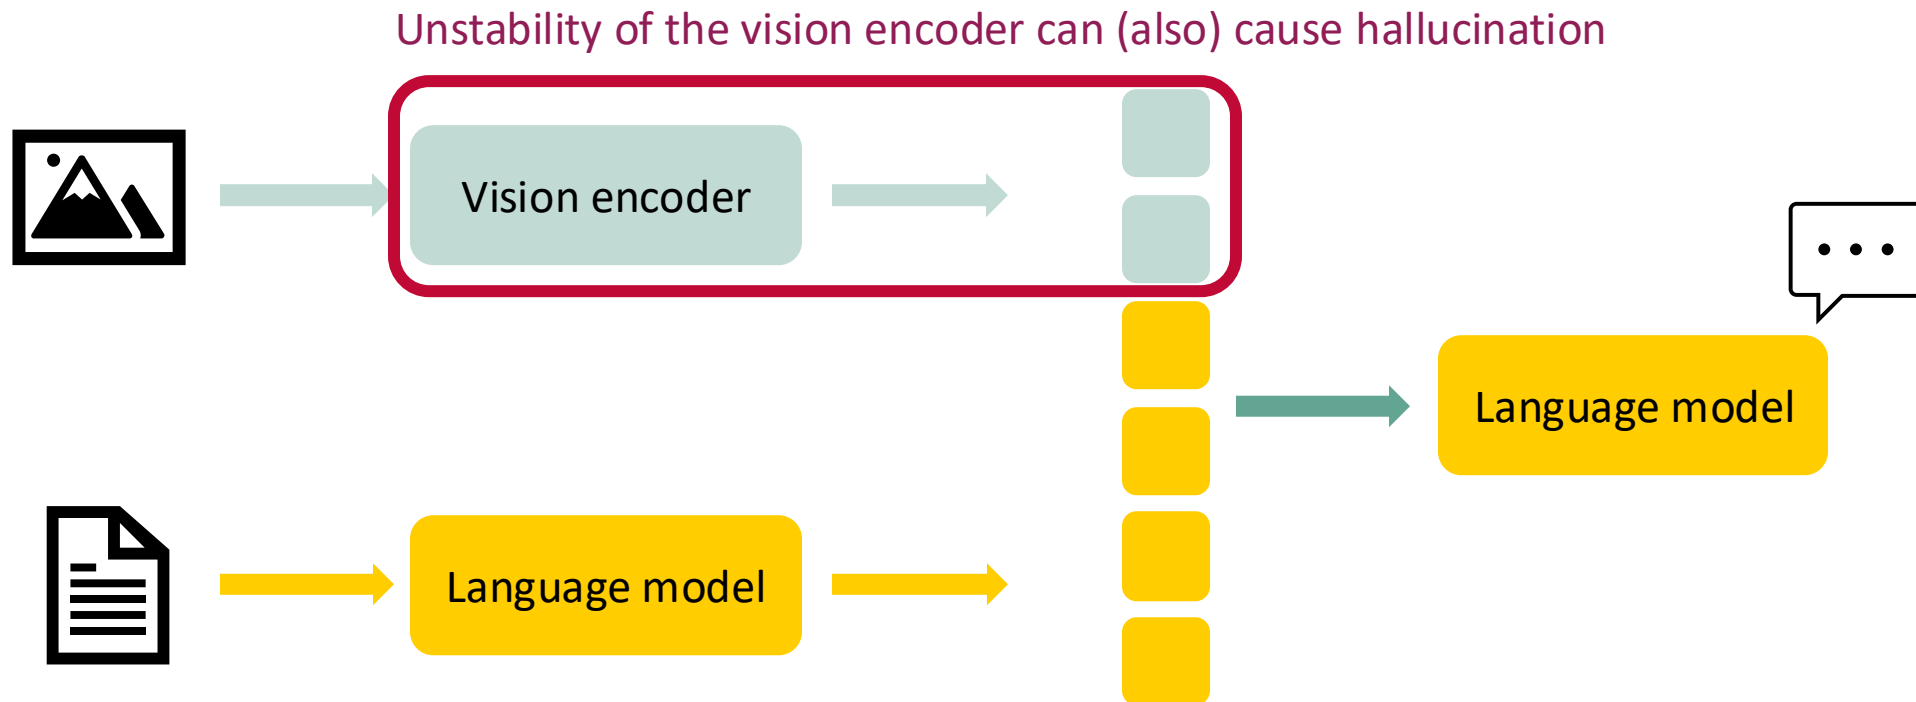 Unstability of the vision encoder can (also) cause hallucination
Vision encoder
Language model
Language model